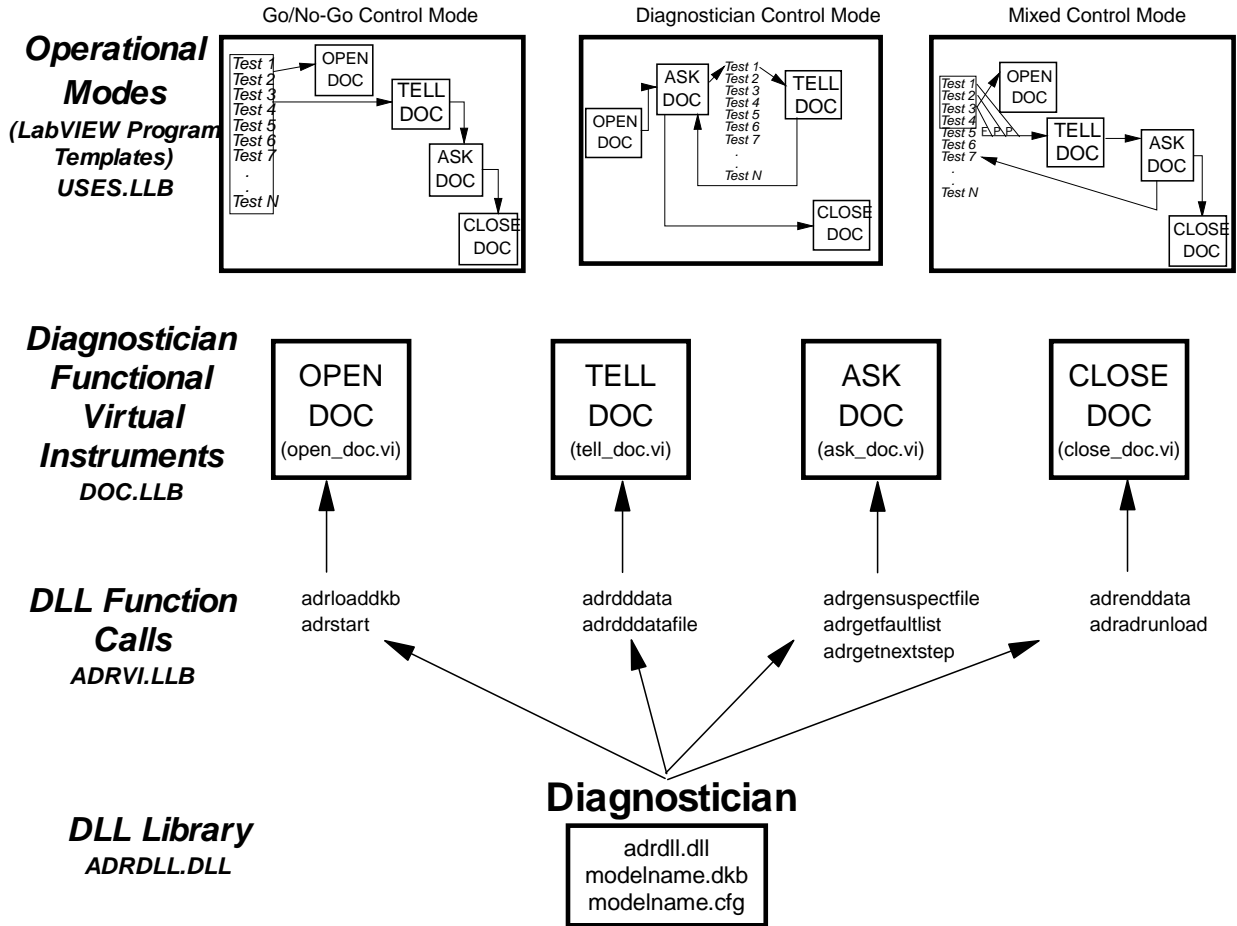 Go/No-Go Control Mode
Diagnostician Control Mode
Mixed Control Mode
Operational
Modes
(LabVIEW Program
Templates)
USES.LLB
Test 1
Test 2
Test 3
Test 4
Test 5
Test 6
Test 7
.
.
Test N
OPEN
DOC
TELL
DOC
ASK
DOC
CLOSE
DOC
OPEN
DOC
ASK
DOC
Test 1
Test 2
Test 3
Test 4
Test 5
Test 6
Test 7
.
.
Test N
TELL
DOC
CLOSE
DOC
Test 1
Test 2
Test 3
Test 4
Test 5
Test 6
Test 7
.
.
Test N
OPEN
DOC
F, P, P
TELL
DOC
ASK
DOC
CLOSE
DOC
Diagnostician
Functional
Virtual
Instruments
DOC.LLB
OPEN
DOC
(open_doc.vi)
TELL
DOC
(tell_doc.vi)
ASK
DOC
(ask_doc.vi)
CLOSE
DOC
(close_doc.vi)
DLL Function
Calls
ADRVI.LLB
adrloaddkb
adrstart
adrdddata
adrdddatafile
adrgensuspectfile
adrgetfaultlist
adrgetnextstep
adrenddata
adradrunload
Diagnostician
DLL Library
ADRDLL.DLL
adrdll.dll
modelname.dkb
modelname.cfg